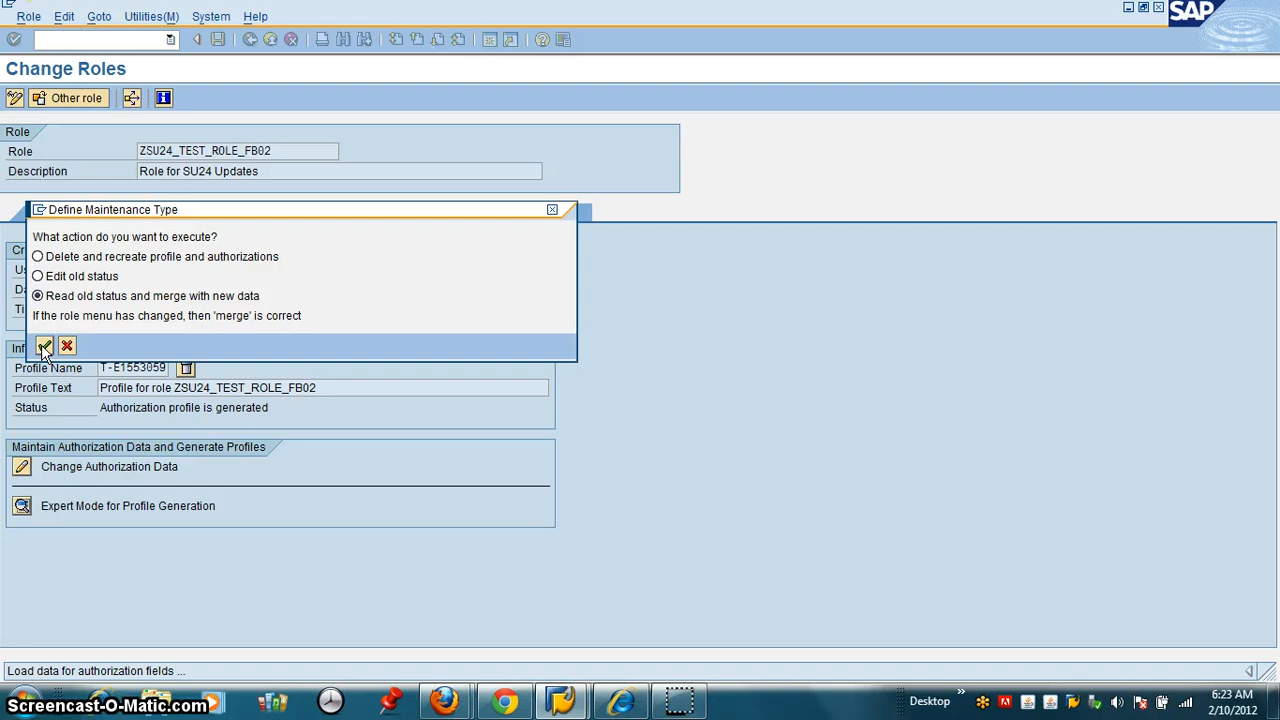 Role Edit Goto Utilities(M) System Help
SAP
Change Roles
Other role
Role
Role ZSU24_TEST_ROLE_FB02
Description Role for SU24 Updates
Define Maintenance Type
What action do you want to execute?
Delete and recreate profile and authorizations
Edit old status
Read old status and merge with new data
If the role menu has changed, then 'merge' is correct
Cr
Us
Da
Ti
Inf
Profile Name T-E1553059
Profile Text Profile for role ZSU24_TEST_ROLE_FB02
Status Authorization profile is generated
Maintain Authorization Data and Generate Profiles
Change Authorization Data
Expert Mode for Profile Generation
Load data for authorization fields ...
Screencast-O-Matic.com
Desktop
6:23 AM
2/10/2012